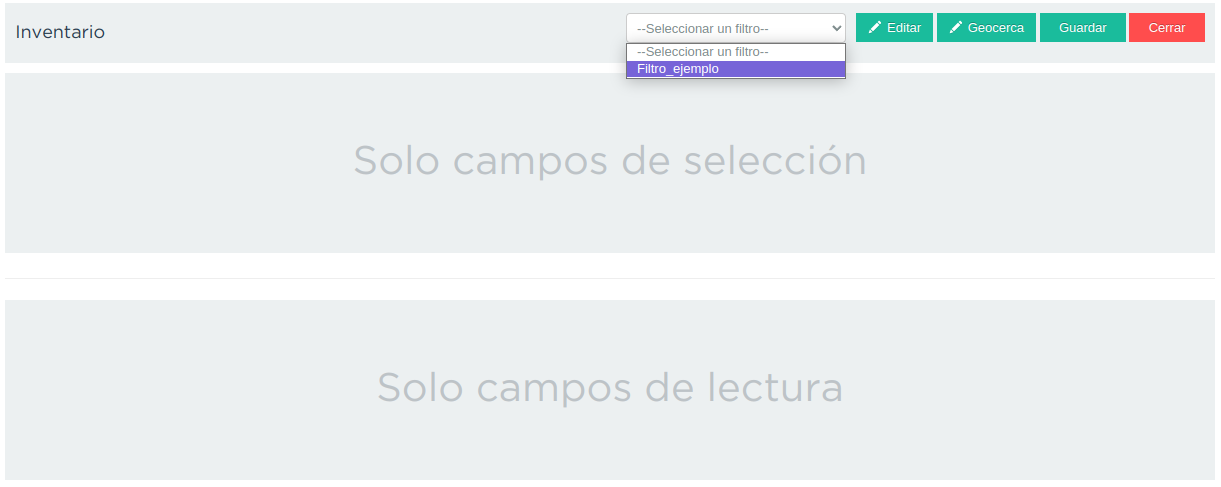 Inventario
--Seleccionar un filtro--
Editar
Geocerca
Guardar
Cerrar
--Seleccionar un filtro--
Filtro_ejemplo
Solo campos de selección
Solo campos de lectura